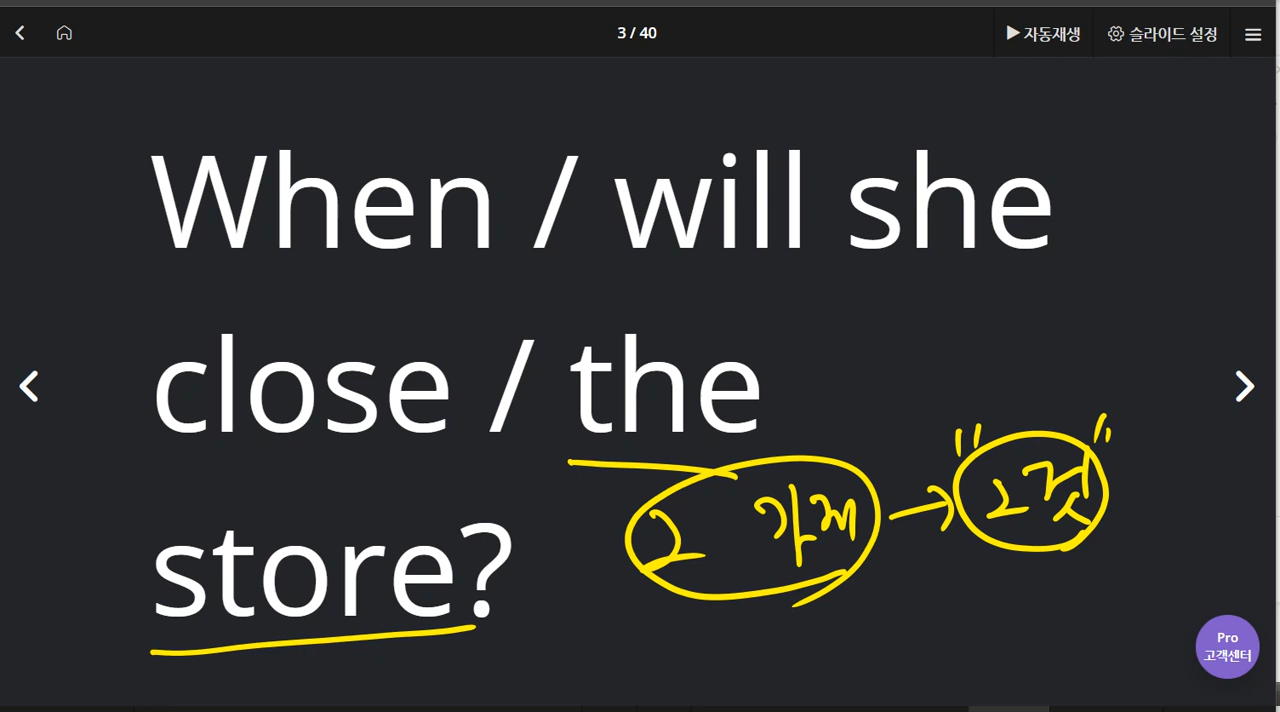 3 / 40
▶ 자동재생
슬라이드 설정
When / will she
close / the
store?
그 가게 → "그것"
Pro
고객센터